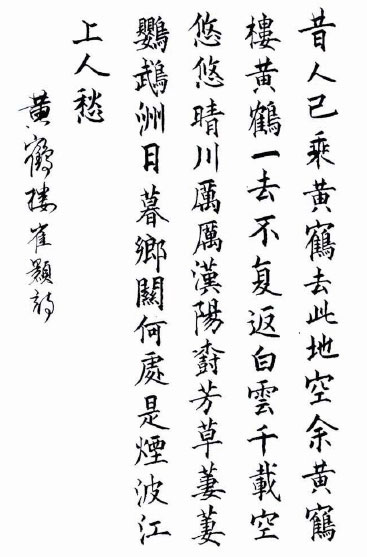 昔人已乘黄鶴去此地空余黄鶴
樓黄鶴一去不复返白雲千載空
悠悠晴川厲厲漢陽樹芳草萋萋
鸚鵡洲日暮鄉關何處是煙波江
上人愁
黄鶴樓崔顥詩